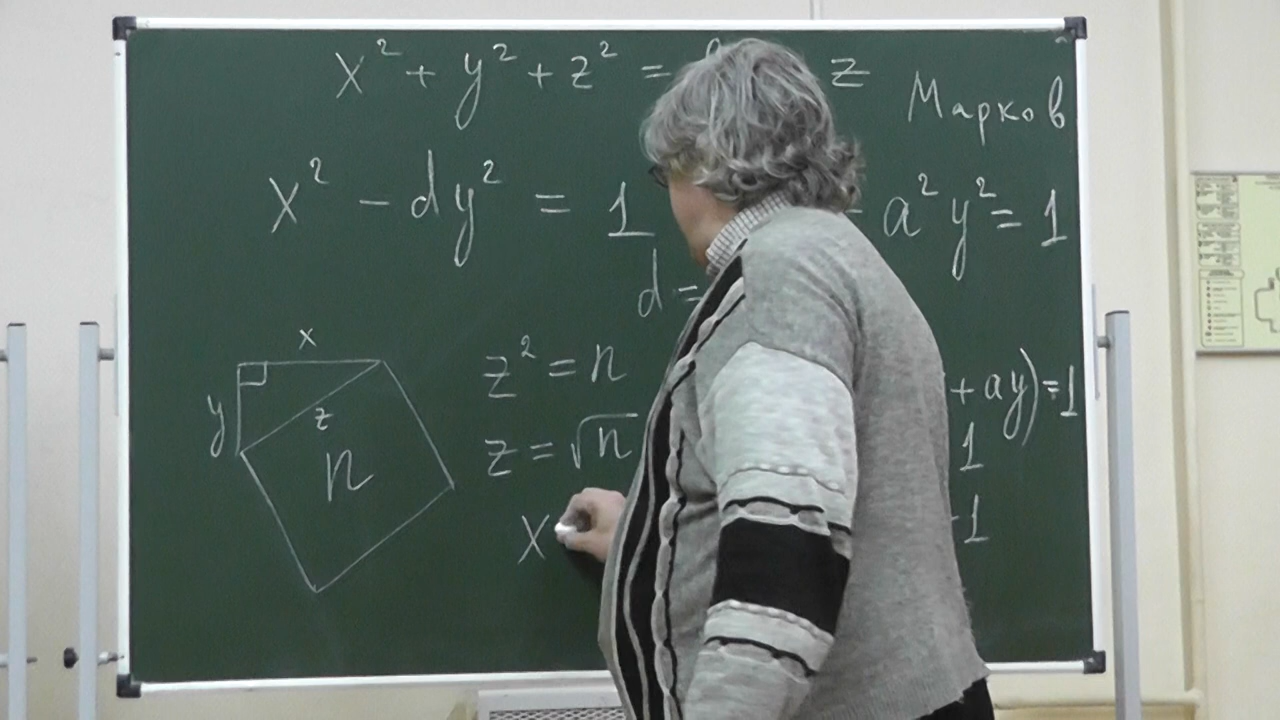 x² + y² + z² = z
Марков
x² - dy² = 1 - a²y² = 1
d =
x
y
z
n
z² = n
z = √n
x
+ ay) = 1
1
-1